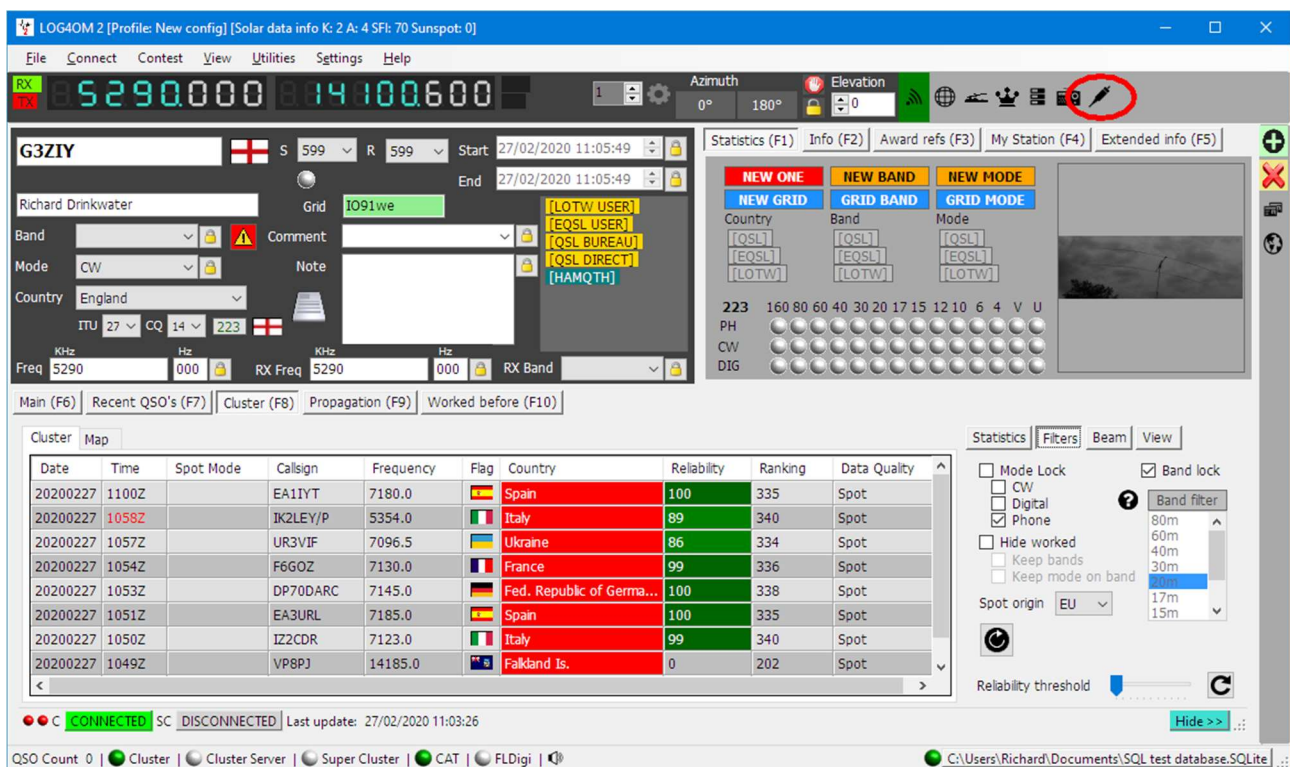 LOG4OM 2 [Profile: New config] [Solar data info K: 2 A: 4 SFI: 70 Sunspot: 0]
File Connect Contest View Utilities Settings Help
RX TX 5290.000 14100.600 1 Azimuth 0° 180° Elevation 0
G3ZIY S 599 R 599 Start 27/02/2020 11:05:49
End 27/02/2020 11:05:49
Richard Drinkwater Grid IO91we
Band Comment
Mode CW Note
Country England
ITU 27 CQ 14 223
[LOTW USER]
[EQSL USER]
[QSL BUREAU]
[QSL DIRECT]
[HAMQTH]
KHz Hz KHz Hz
Freq 5290 000 RX Freq 5290 000 RX Band
Statistics (F1) Info (F2) Award refs (F3) My Station (F4) Extended info (F5)
NEW ONE NEW BAND NEW MODE
NEW GRID GRID BAND GRID MODE
Country Band Mode
[QSL] [QSL] [QSL]
[EQSL] [EQSL] [EQSL]
[LOTW] [LOTW] [LOTW]
223 160 80 60 40 30 20 17 15 12 10 6 4 V U
PH
CW
DIG
Main (F6) Recent QSO's (F7) Cluster (F8) Propagation (F9) Worked before (F10)
Cluster Map
Date Time Spot Mode Callsign Frequency Flag Country Reliability Ranking Data Quality
20200227 1100Z EA1IYT 7180.0 Spain 100 335 Spot
20200227 1058Z IK2LEY/P 5354.0 Italy 89 340 Spot
20200227 1057Z UR3VIF 7096.5 Ukraine 86 334 Spot
20200227 1054Z F6GOZ 7130.0 France 99 336 Spot
20200227 1053Z DP70DARC 7145.0 Fed. Republic of Germa... 100 338 Spot
20200227 1051Z EA3URL 7185.0 Spain 100 335 Spot
20200227 1050Z IZ2CDR 7123.0 Italy 99 340 Spot
20200227 1049Z VP8PJ 14185.0 Falkland Is. 0 202 Spot
Statistics Filters Beam View
Mode Lock Band lock
CW
Digital Band filter
Phone
Hide worked
Keep bands
Keep mode on band
80m
60m
40m
30m
20m
17m
15m
Spot origin EU
Reliability threshold
C CONNECTED SC DISCONNECTED Last update: 27/02/2020 11:03:26 Hide >>
QSO Count 0 | Cluster | Cluster Server | Super Cluster | CAT | FLDigi | C:\Users\Richard\Documents\SQL test database.SQLite